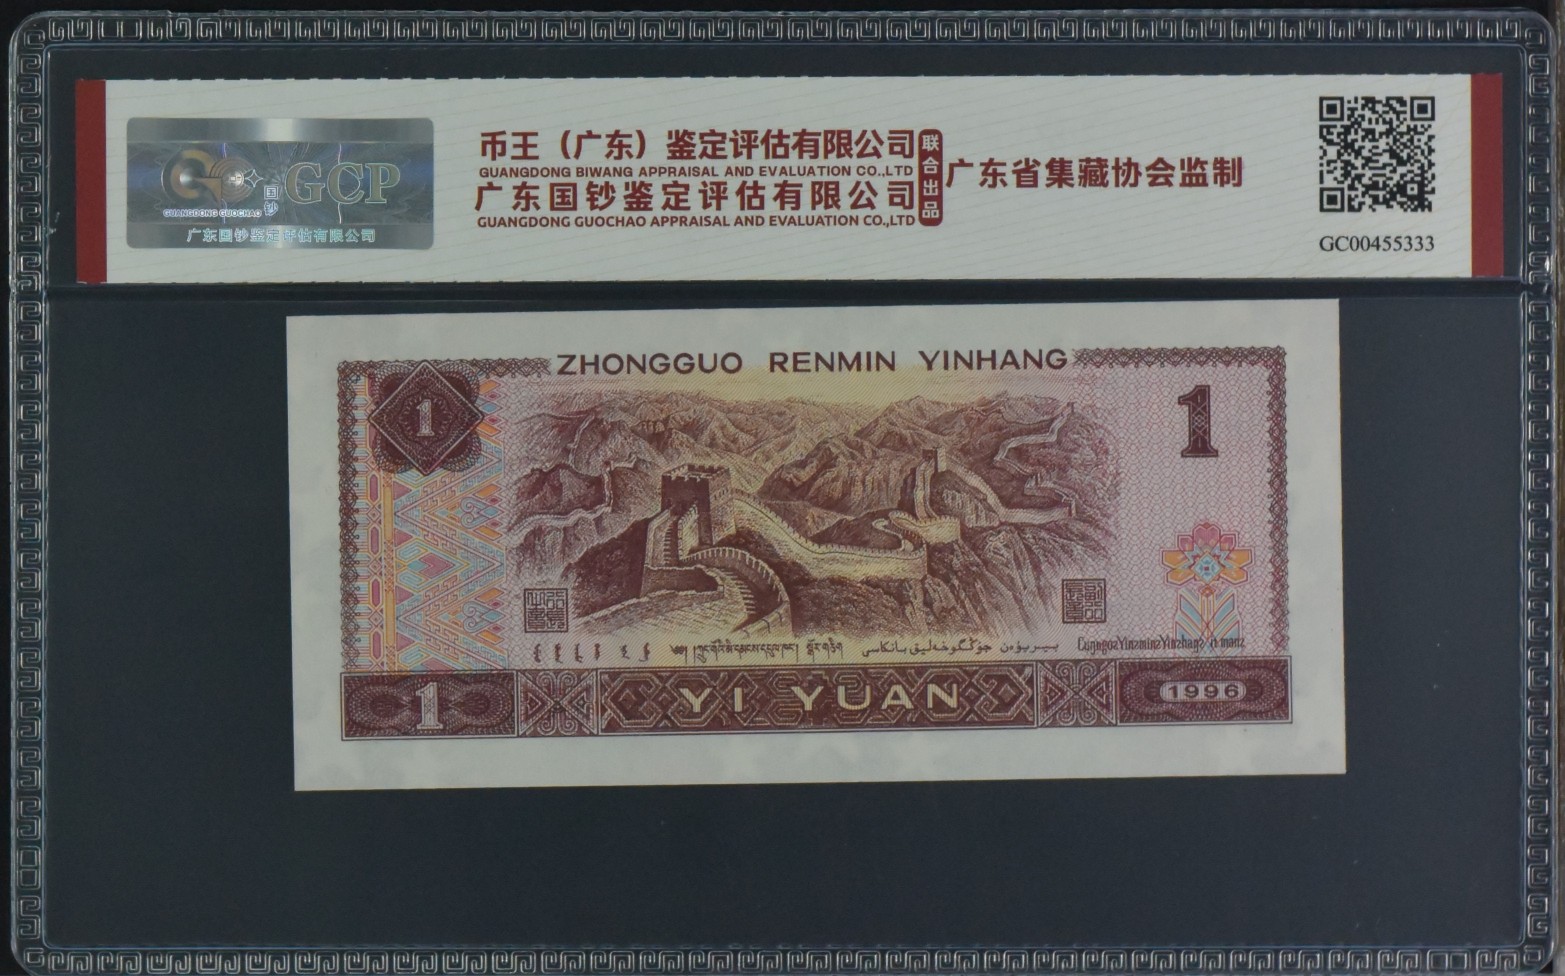 GCP
国钞
GUANGDONG GUOCHAO
广东国钞鉴定评估有限公司
币王（广东）鉴定评估有限公司
GUANGDONG BIWANG APPRAISAL AND EVALUATION CO.,LTD
广东国钞鉴定评估有限公司
GUANGDONG GUOCHAO APPRAISAL AND EVALUATION CO.,LTD
联合出品
广东省集藏协会监制
GC00455333
ZHONGGUO RENMIN YINHANG
1
1
1
YI YUAN
1996